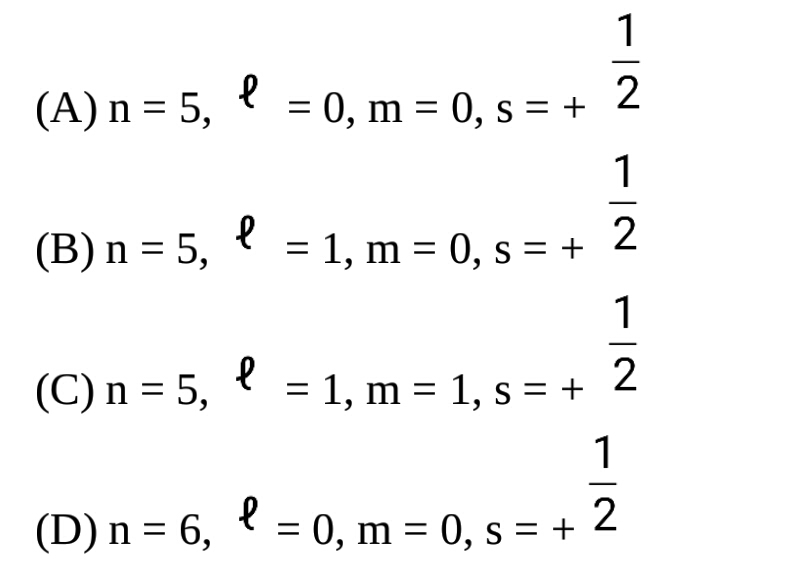 (A) n = 5, ℓ = 0, m = 0, s = + 1/2
(B) n = 5, ℓ = 1, m = 0, s = + 1/2
(C) n = 5, ℓ = 1, m = 1, s = + 1/2
(D) n = 6, ℓ = 0, m = 0, s = + 1/2